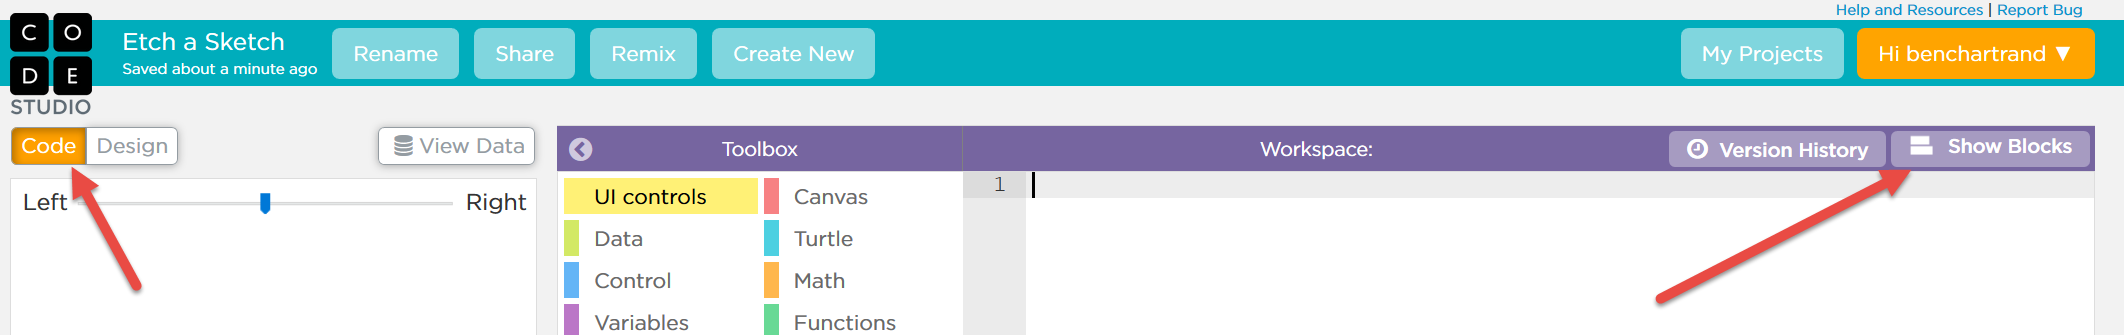 Help and Resources | Report Bug
C O
D E
STUDIO
Etch a Sketch
Saved about a minute ago
Rename
Share
Remix
Create New
My Projects
Hi benchartrand ▼
Code
Design
View Data
Toolbox
Workspace:
Version History
Show Blocks
Left
Right
UI controls
Canvas
Data
Turtle
Control
Math
Variables
Functions
1